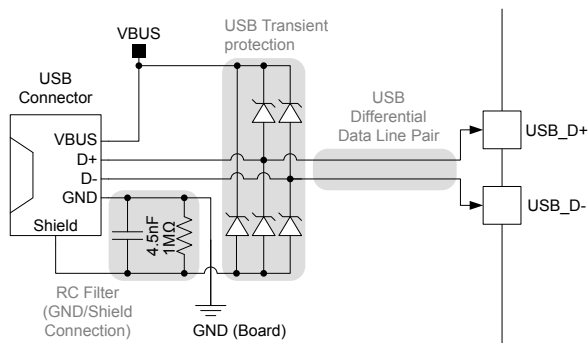 VBUS
USB Transient
protection
USB
Connector
VBUS
D+
D-
GND
Shield
USB
Differential
Data Line Pair
USB_D+
USB_D-
4.5nF
1MΩ
RC Filter
(GND/Shield
Connection)
GND (Board)